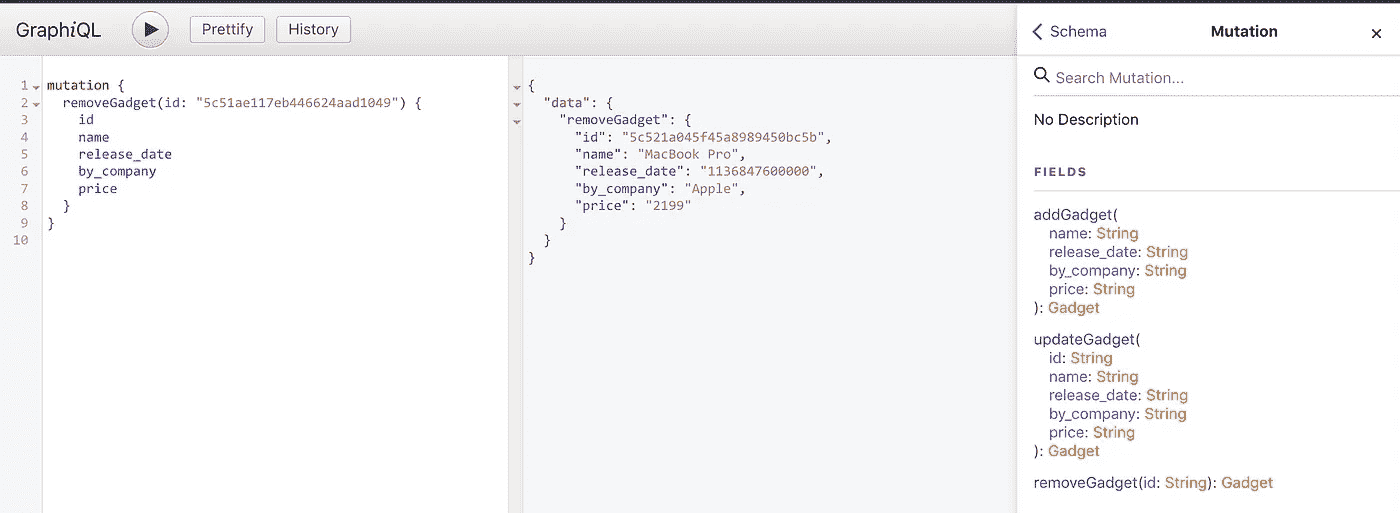 GraphiQL
Prettify
History
1 mutation {
2 removeGadget(id: "5c51ae117eb446624aad1049") {
3 id
4 name
5 release_date
6 by_company
7 price
8 }
9 }
10
{
"data": {
"removeGadget": {
"id": "5c521a045f45a8989450bc5b",
"name": "MacBook Pro",
"release_date": "1136847600000",
"by_company": "Apple",
"price": "2199"
}
}
}
Schema
Mutation
×
Search Mutation...
No Description
FIELDS
addGadget(
name: String
release_date: String
by_company: String
price: String
): Gadget
updateGadget(
id: String
name: String
release_date: String
by_company: String
price: String
): Gadget
removeGadget(id: String): Gadget